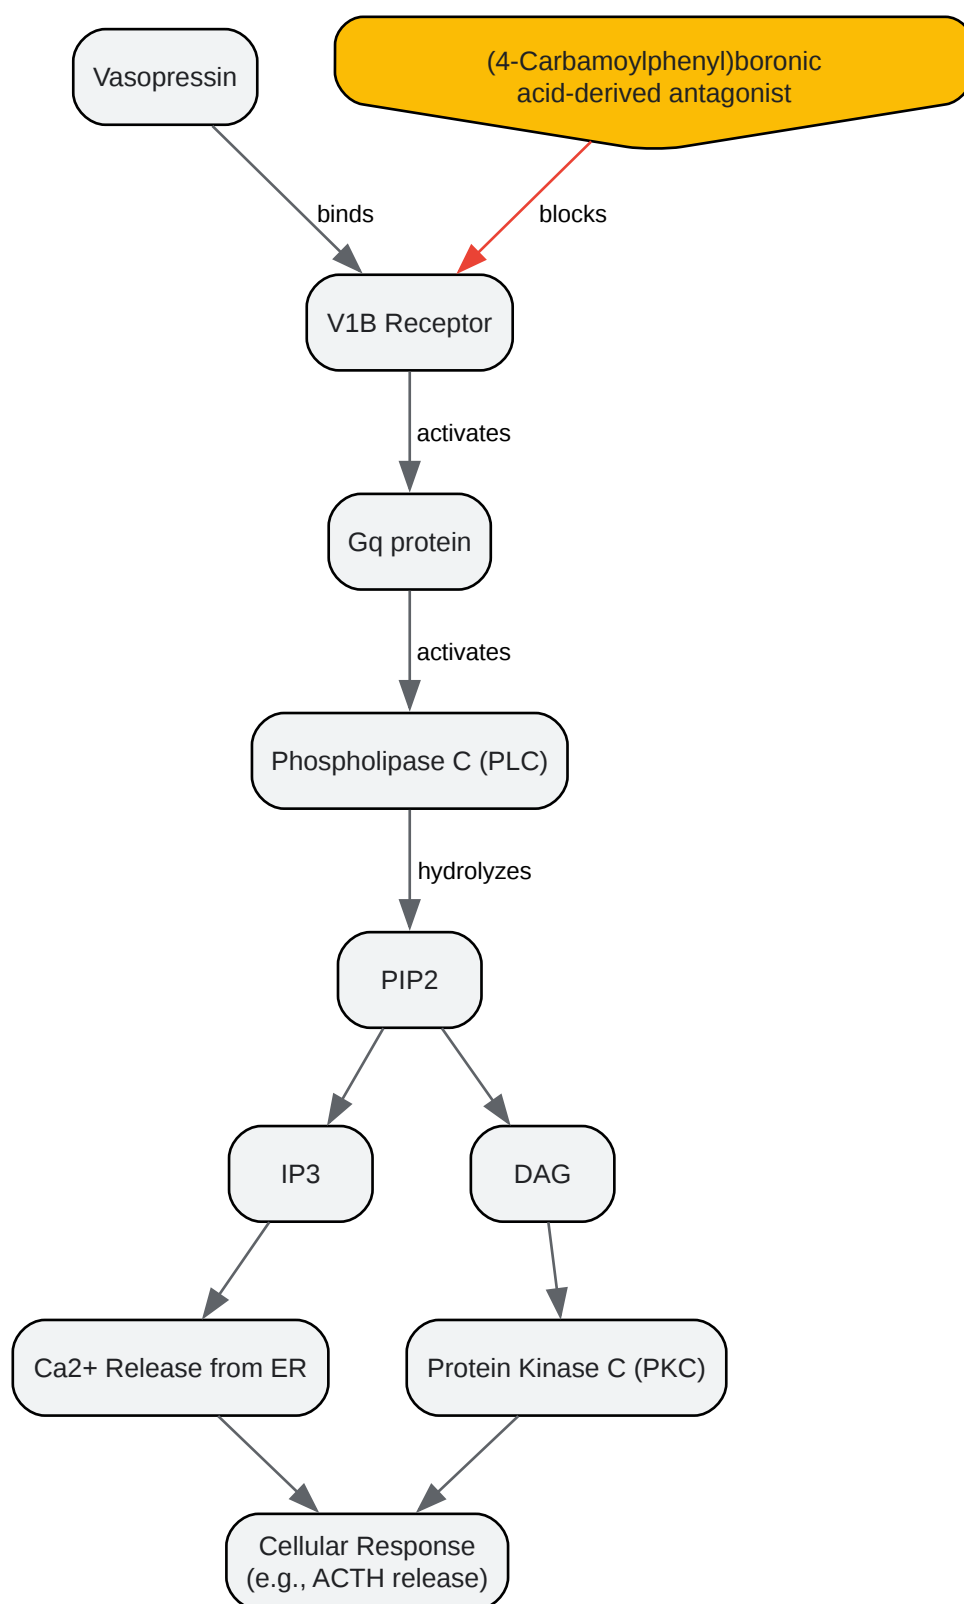 Vasopressin
(4-Carbamoylphenyl)boronic
acid-derived antagonist
binds
blocks
V1B Receptor
activates
Gq protein
activates
Phospholipase C (PLC)
hydrolyzes
PIP2
IP3
DAG
Ca2+ Release from ER
Protein Kinase C (PKC)
Cellular Response
(e.g., ACTH release)